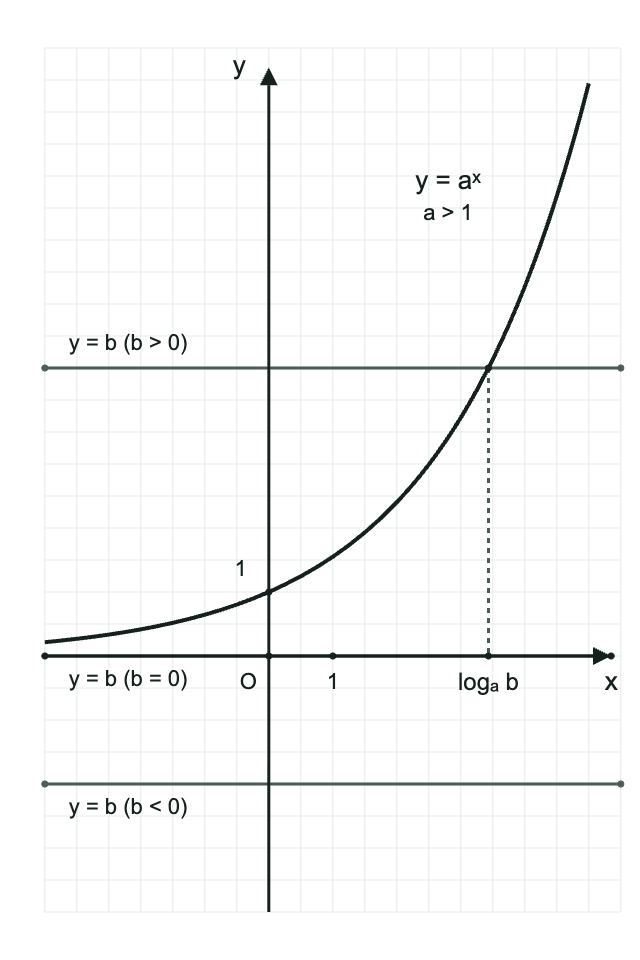 y
y = aˣ
a > 1
y = b (b > 0)
1
y = b (b = 0)
O
1
logₐ b
x
y = b (b < 0)